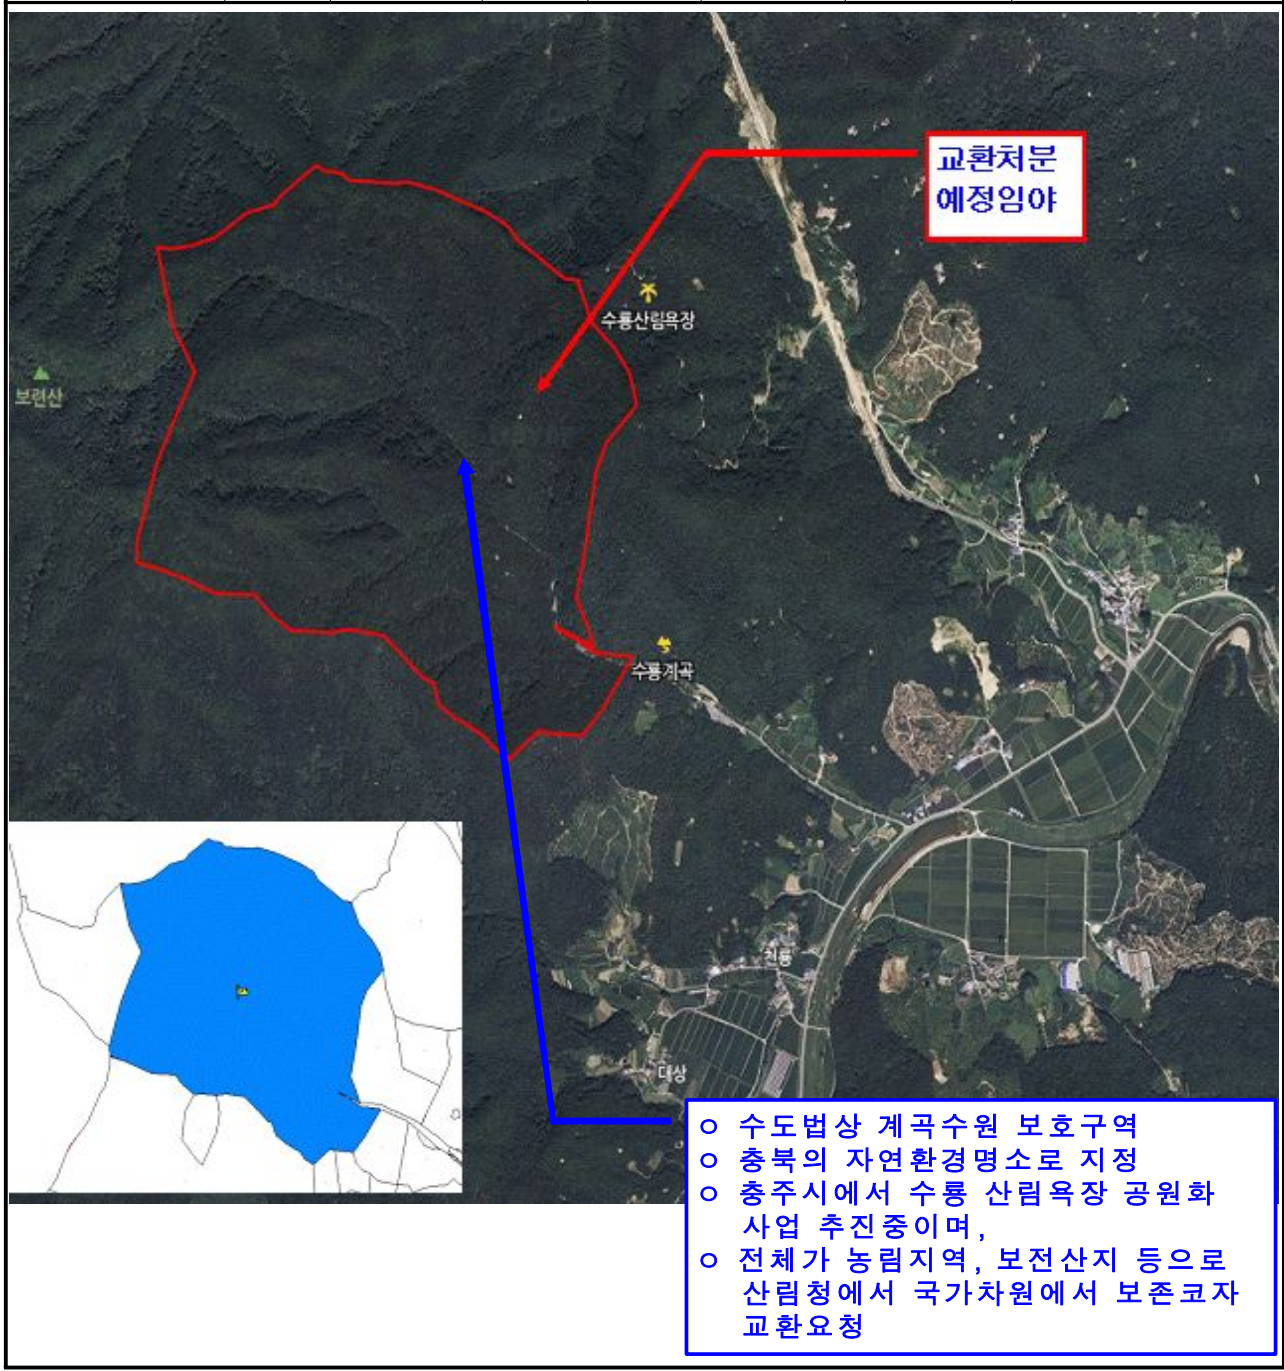 교환처분
예정임야
수룡산림욕장
보련산
수룡계곡
대상
ㅇ 수도법상 계곡수원 보호구역
ㅇ 충북의 자연환경명소로 지정
ㅇ 충주시에서 수룡 산림욕장 공원화
사업 추진중이며,
ㅇ 전체가 농림지역, 보전산지 등으로
산림청에서 국가차원에서 보존코자
교환요청